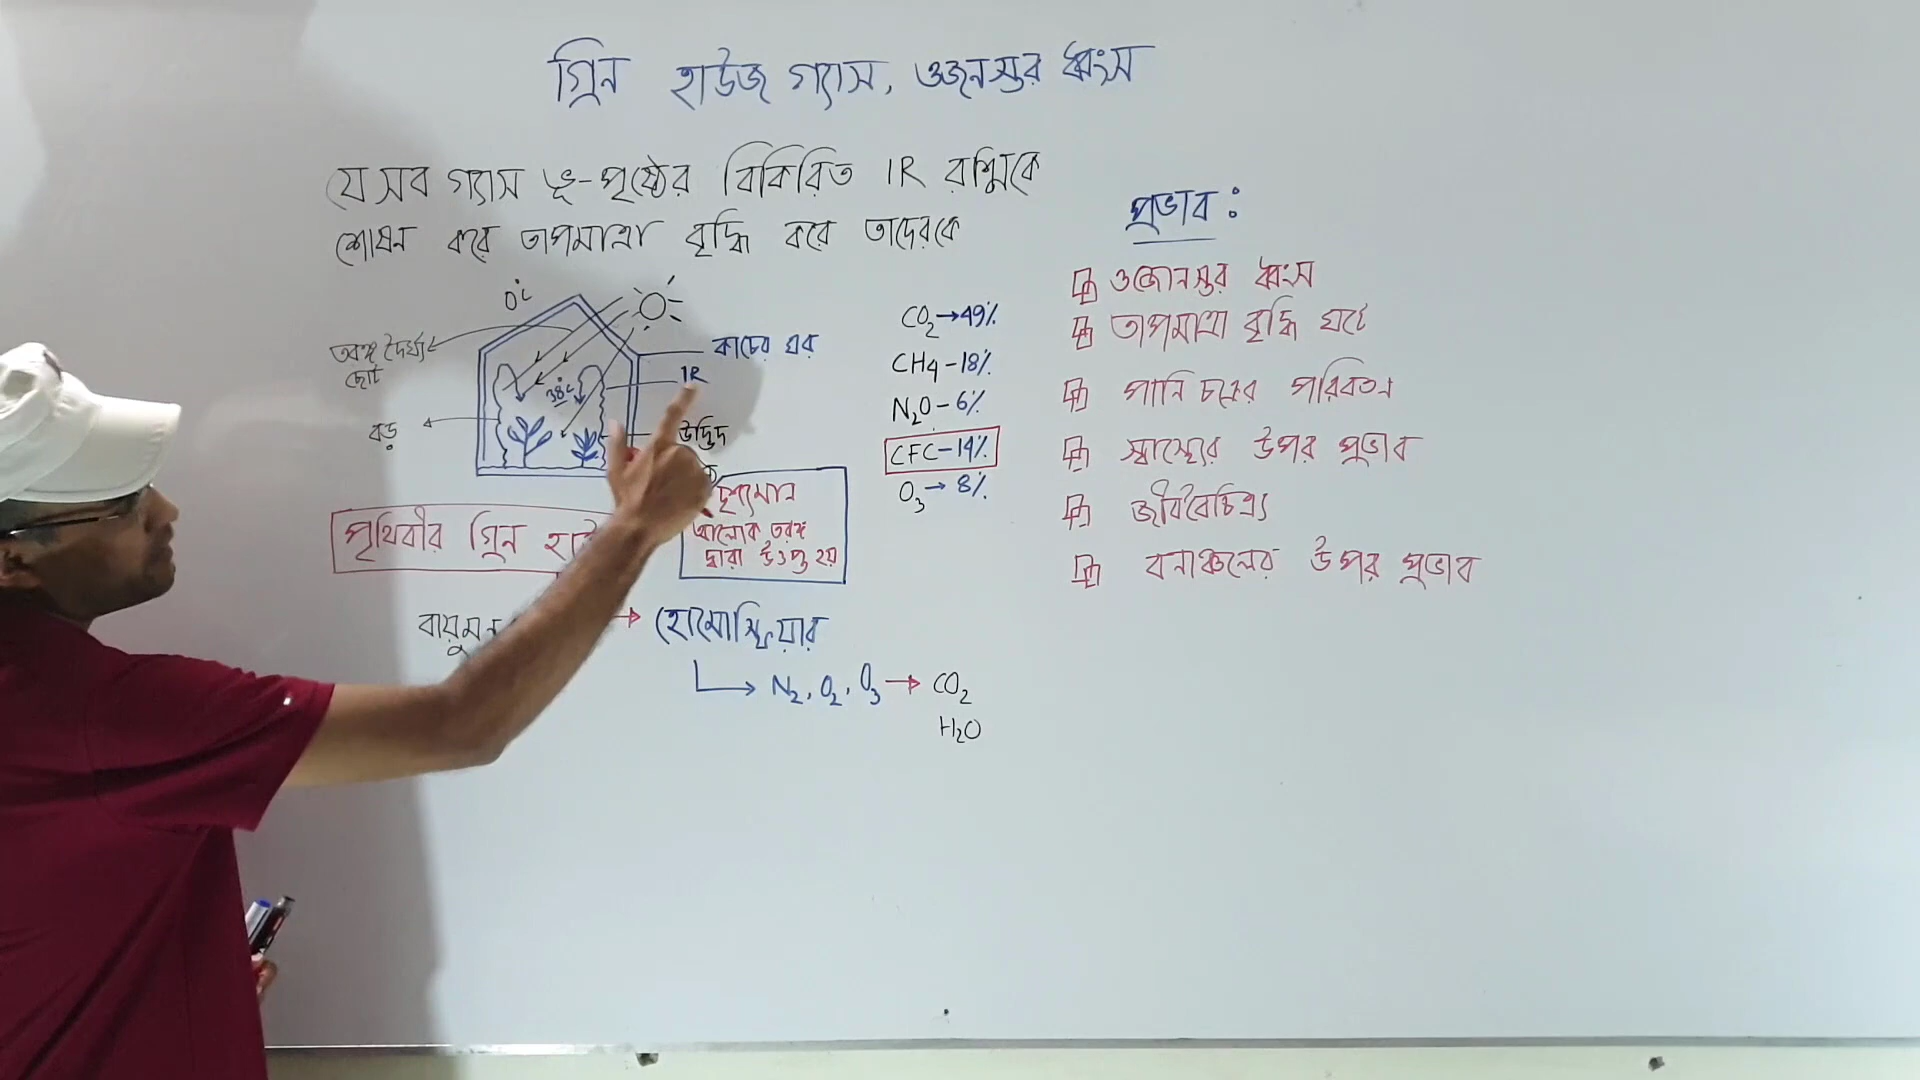 গ্রিন হাউজ গ্যাস, ওজনস্তর ধ্বংস
যে সব গ্যাস ভূ-পৃষ্ঠের বিকিরিত IR রশ্মিকে
শোষন করে তাপমাত্রা বৃদ্ধি করে তাদেরকে
0°C
তরঙ্গ দৈর্ঘ্য
ছোট
বড়
38°C
কাচের ঘর
IR
উদ্ভিদ
পৃথিবীর গ্রিন
দৃশ্যমান
আলোক তরঙ্গ
দ্বারা উত্তপ্ত হয়
→ হোমোস্ফিয়ার
N2, O2, O3 → CO2
H2O
CO2→49%
CH4-18%
N2O-6%
CFC-14%
O3→8%
প্রভাব:
ওজোনস্তর ধ্বংস
তাপমাত্রা বৃদ্ধি ঘটে
পানি চক্রের পরিবর্তন
স্বাস্থ্যের উপর প্রভাব
জীববৈচিত্র্য
বনাঞ্চলের উপর প্রভাব